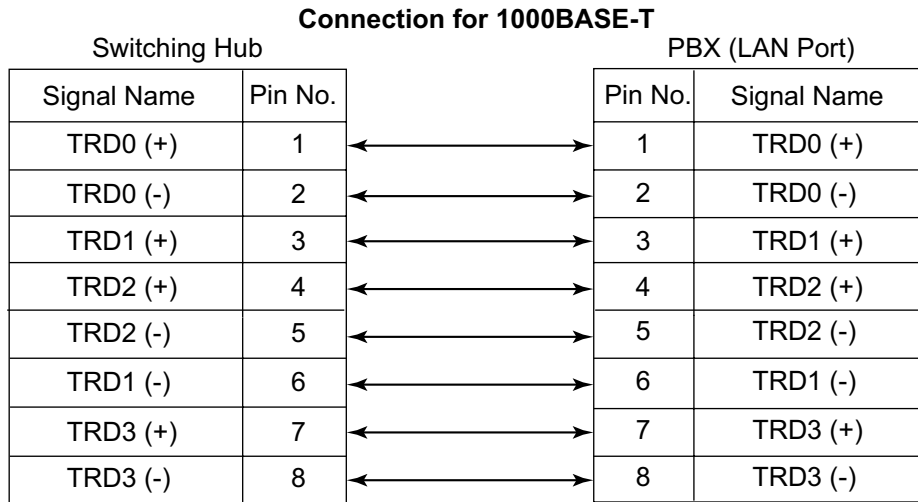 Connection for 1000BASE-T
Switching Hub PBX (LAN Port)
Signal Name Pin No. Pin No. Signal Name
TRD0 (+) 1 1 TRD0 (+)
TRD0 (-) 2 2 TRD0 (-)
TRD1 (+) 3 3 TRD1 (+)
TRD2 (+) 4 4 TRD2 (+)
TRD2 (-) 5 5 TRD2 (-)
TRD1 (-) 6 6 TRD1 (-)
TRD3 (+) 7 7 TRD3 (+)
TRD3 (-) 8 8 TRD3 (-)